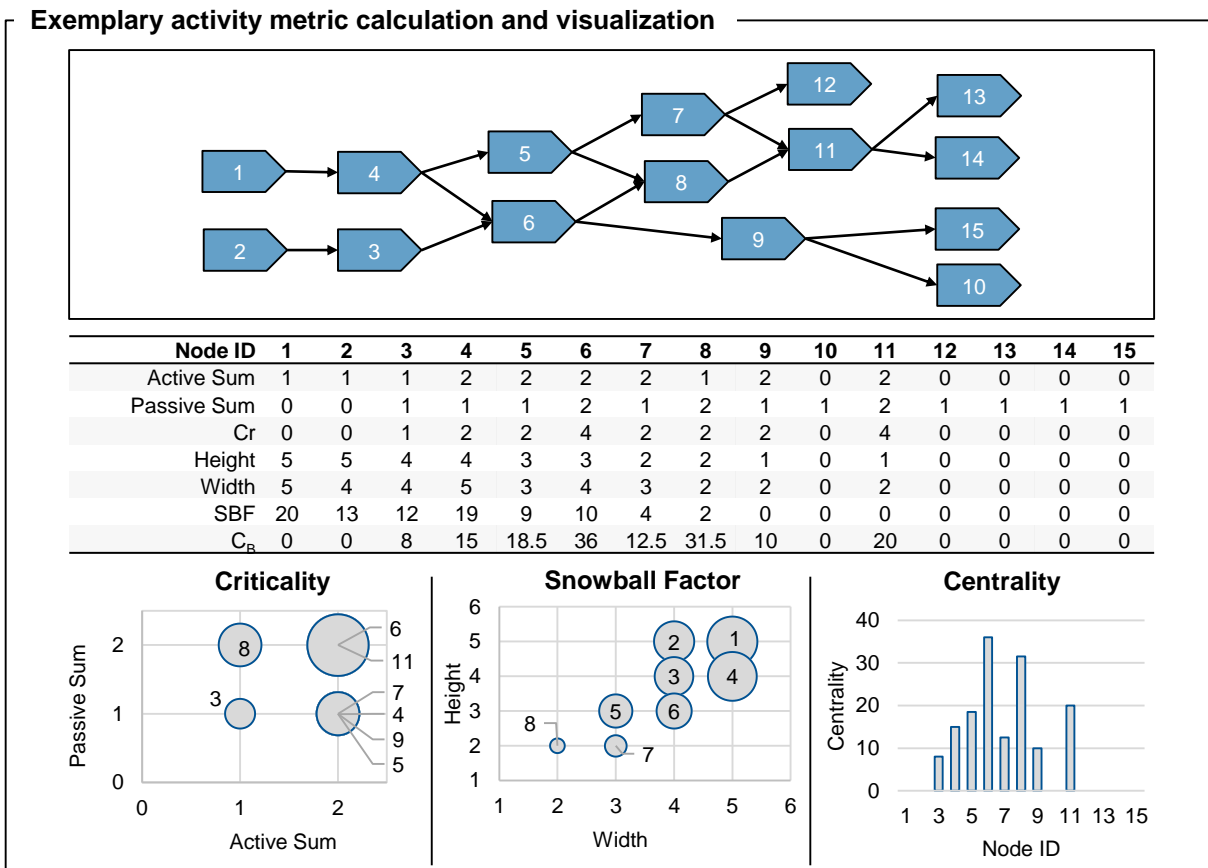 Exemplary activity metric calculation and visualization
12
13
7
11
5
14
1
4
8
6
15
2
3
9
10
Node ID 1 2 3 4 5 6 7 8 9 10 11 12 13 14 15
Active Sum 1 1 1 2 2 2 2 1 2 0 2 0 0 0 0
Passive Sum 0 0 1 1 1 2 1 2 1 1 2 1 1 1 1
Cr 0 0 1 2 2 4 2 2 2 0 4 0 0 0 0
Height 5 5 4 4 3 3 2 2 1 0 1 0 0 0 0
Width 5 4 4 5 3 4 3 2 2 0 2 0 0 0 0
SBF 20 13 12 19 9 10 4 2 0 0 0 0 0 0 0
C_B 0 0 8 15 18.5 36 12.5 31.5 10 0 20 0 0 0 0
Criticality
Passive Sum
2
1
0
0 1 2
8
3
6
11
7
4
9
5
Active Sum
Snowball Factor
Height
6
5
4
3
2
1
1 2 3 4 5 6
2
1
3
4
5
6
8
7
Width
Centrality
Centrality
40
30
20
10
0
1 3 5 7 9 11 13 15
Node ID